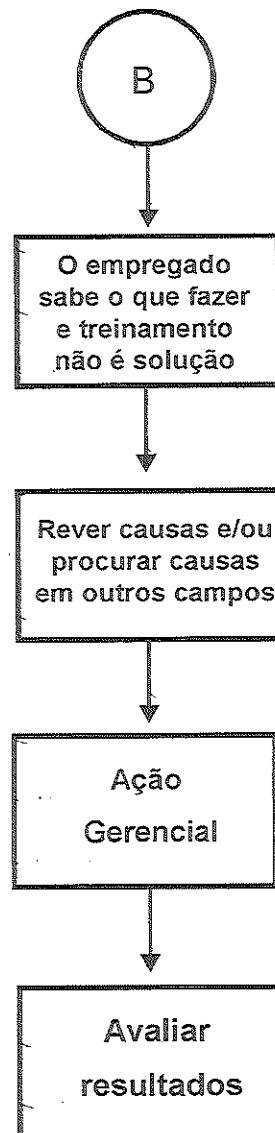 B
O empregado
sabe o que fazer
e treinamento
não é solução
Rever causas e/ou
procurar causas
em outros campos
Ação
Gerencial
Avaliar
resultados